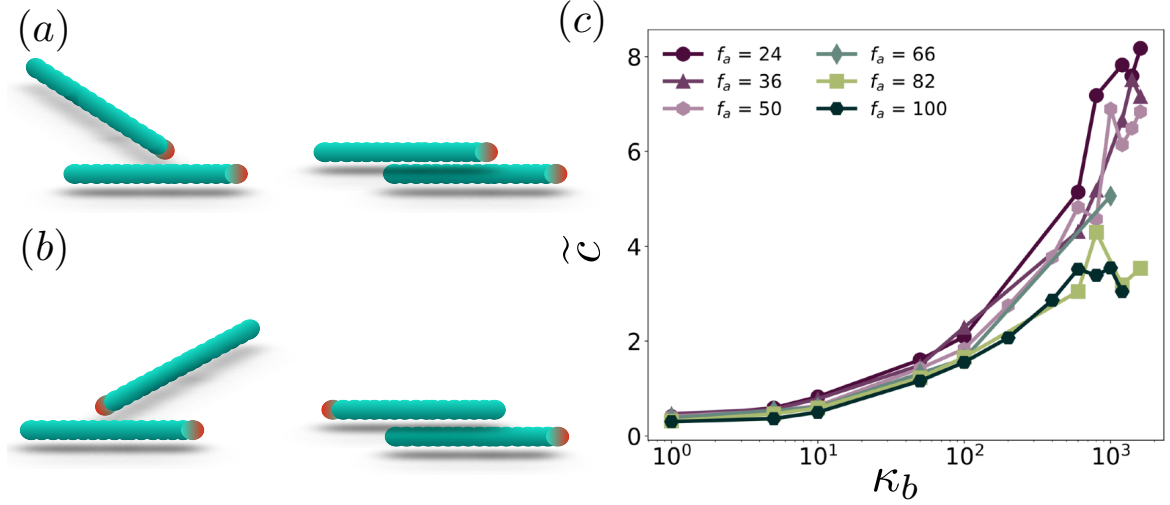 (a)
(b)
(c)
f_a = 24
f_a = 36
f_a = 50
f_a = 66
f_a = 82
f_a = 100
8
6
4
2
0
c̃
10^0
10^1
10^2
10^3
κ_b